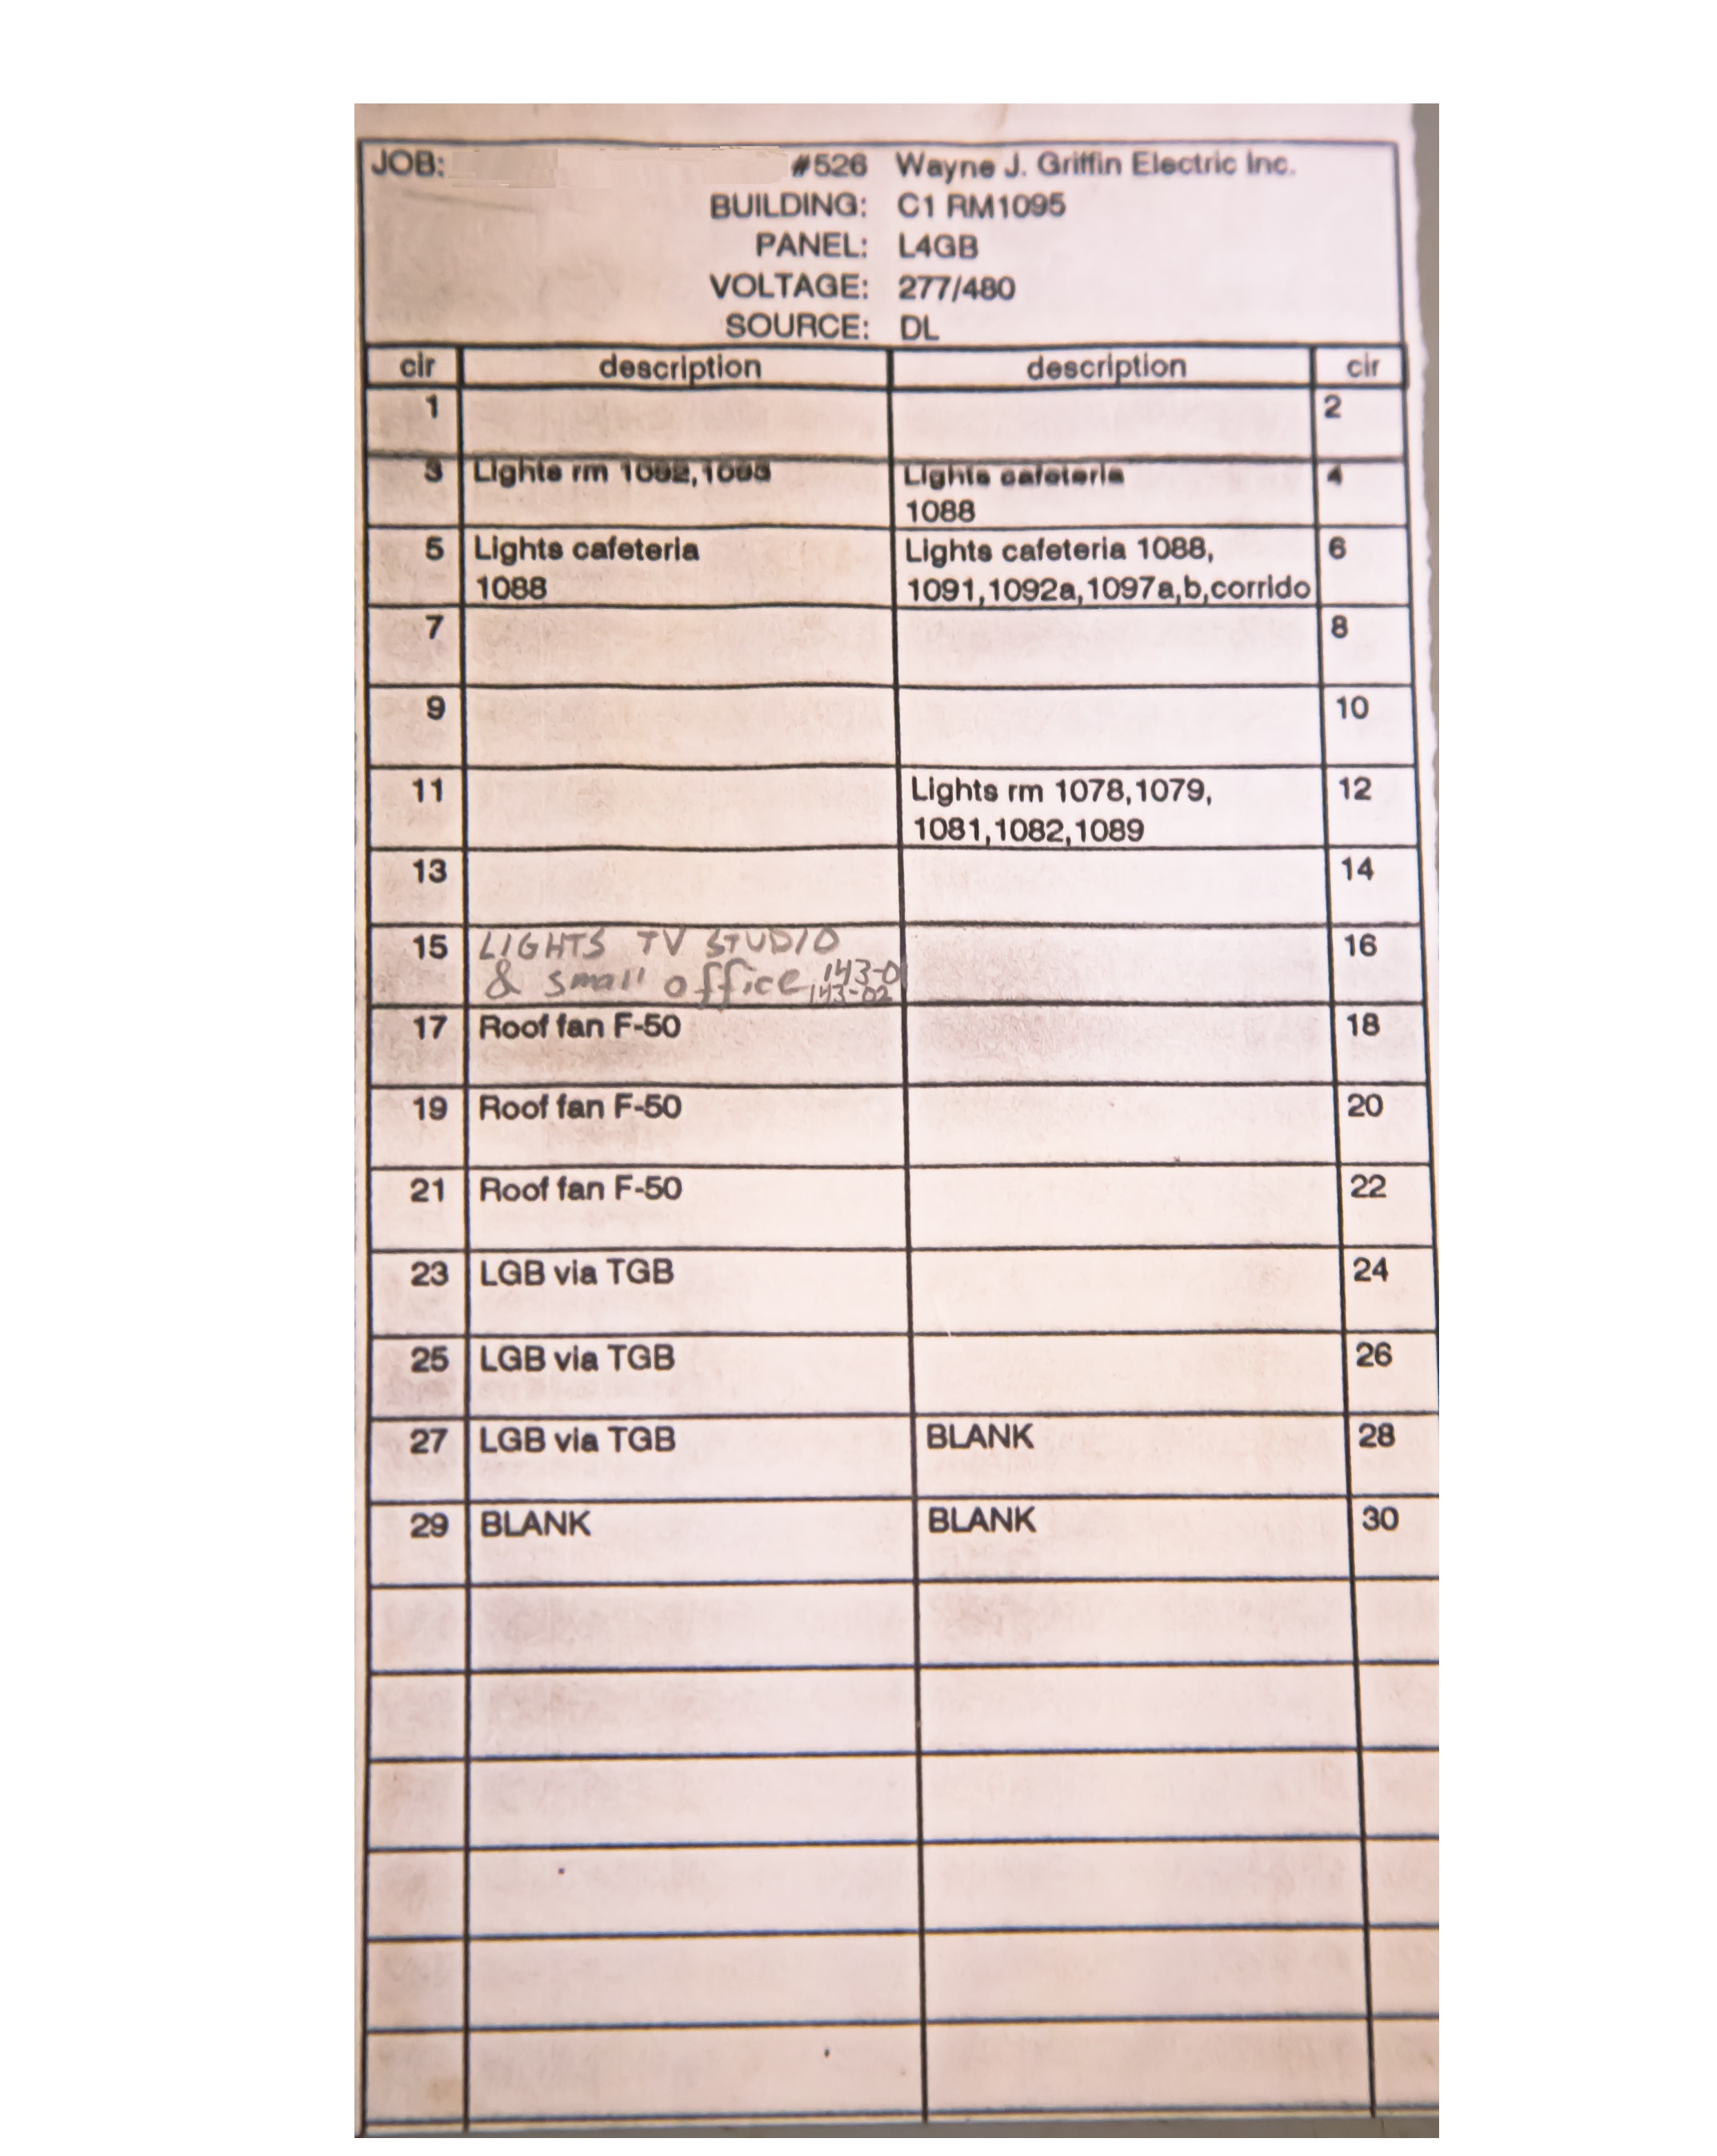 JOB: #526 Wayne J. Griffin Electric Inc.
BUILDING: C1 RM1095
PANEL: L4GB
VOLTAGE: 277/480
SOURCE: DL
cir description description cir
1 2
3 Lights rm Lights cafeteria 4
1088
5 Lights cafeteria Lights cafeteria 1088, 6
1088 1091,1092a,1097a,b,corrido
7 8
9 10
11 Lights rm 1078,1079, 12
1081,1082,1089
13 14
15 LIGHTS TV STUDIO 16
& small office 143-0
143-02
17 Roof fan F-50 18
19 Roof fan F-50 20
21 Roof fan F-50 22
23 LGB via TGB 24
25 LGB via TGB 26
27 LGB via TGB BLANK 28
29 BLANK BLANK 30